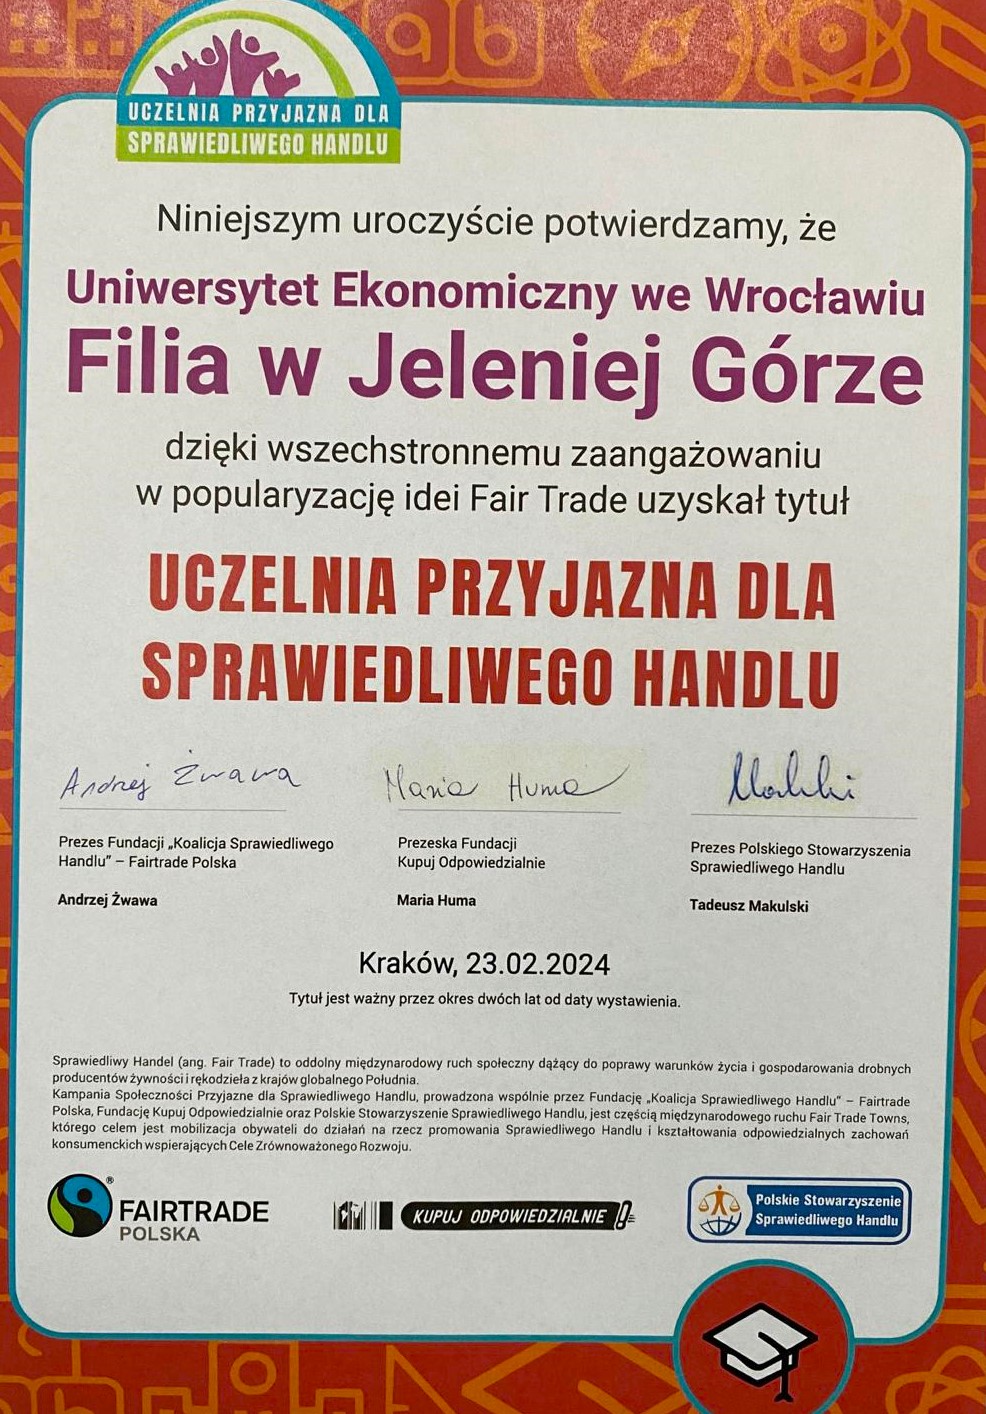 UCZELNIA PRZYJAZNA DLA
SPRAWIEDLIWEGO HANDLU
Niniejszym uroczyście potwierdzamy, że
Uniwersytet Ekonomiczny we Wrocławiu
Filia w Jeleniej Górze
dzięki wszechstronnemu zaangażowaniu
w popularyzację idei Fair Trade uzyskał tytuł
UCZELNIA PRZYJAZNA DLA
SPRAWIEDLIWEGO HANDLU
Andrzej Żwawa
Maria Huma
Makulski
Prezes Fundacji „Koalicja Sprawiedliwego
Handlu” – Fairtrade Polska
Andrzej Żwawa
Prezeska Fundacji
Kupuj Odpowiedzialnie
Maria Huma
Prezes Polskiego Stowarzyszenia
Sprawiedliwego Handlu
Tadeusz Makulski
Kraków, 23.02.2024
Tytuł jest ważny przez okres dwóch lat od daty wystawienia.
Sprawiedliwy Handel (ang. Fair Trade) to oddolny międzynarodowy ruch społeczny dążący do poprawy warunków życia i gospodarowania drobnych
producentów żywności i rękodzieła z krajów globalnego Południa.
Kampania Społeczności Przyjazne dla Sprawiedliwego Handlu, prowadzona wspólnie przez Fundację „Koalicja Sprawiedliwego Handlu” – Fairtrade
Polska, Fundację Kupuj Odpowiedzialnie oraz Polskie Stowarzyszenie Sprawiedliwego Handlu, jest częścią międzynarodowego ruchu Fair Trade Towns,
którego celem jest mobilizacja obywateli do działań na rzecz promowania Sprawiedliwego Handlu i kształtowania odpowiedzialnych zachowań
konsumenckich wspierających Cele Zrównoważonego Rozwoju.
FAIRTRADE
POLSKA
KUPUJ ODPOWIEDZIALNIE
Polskie Stowarzyszenie
Sprawiedliwego Handlu